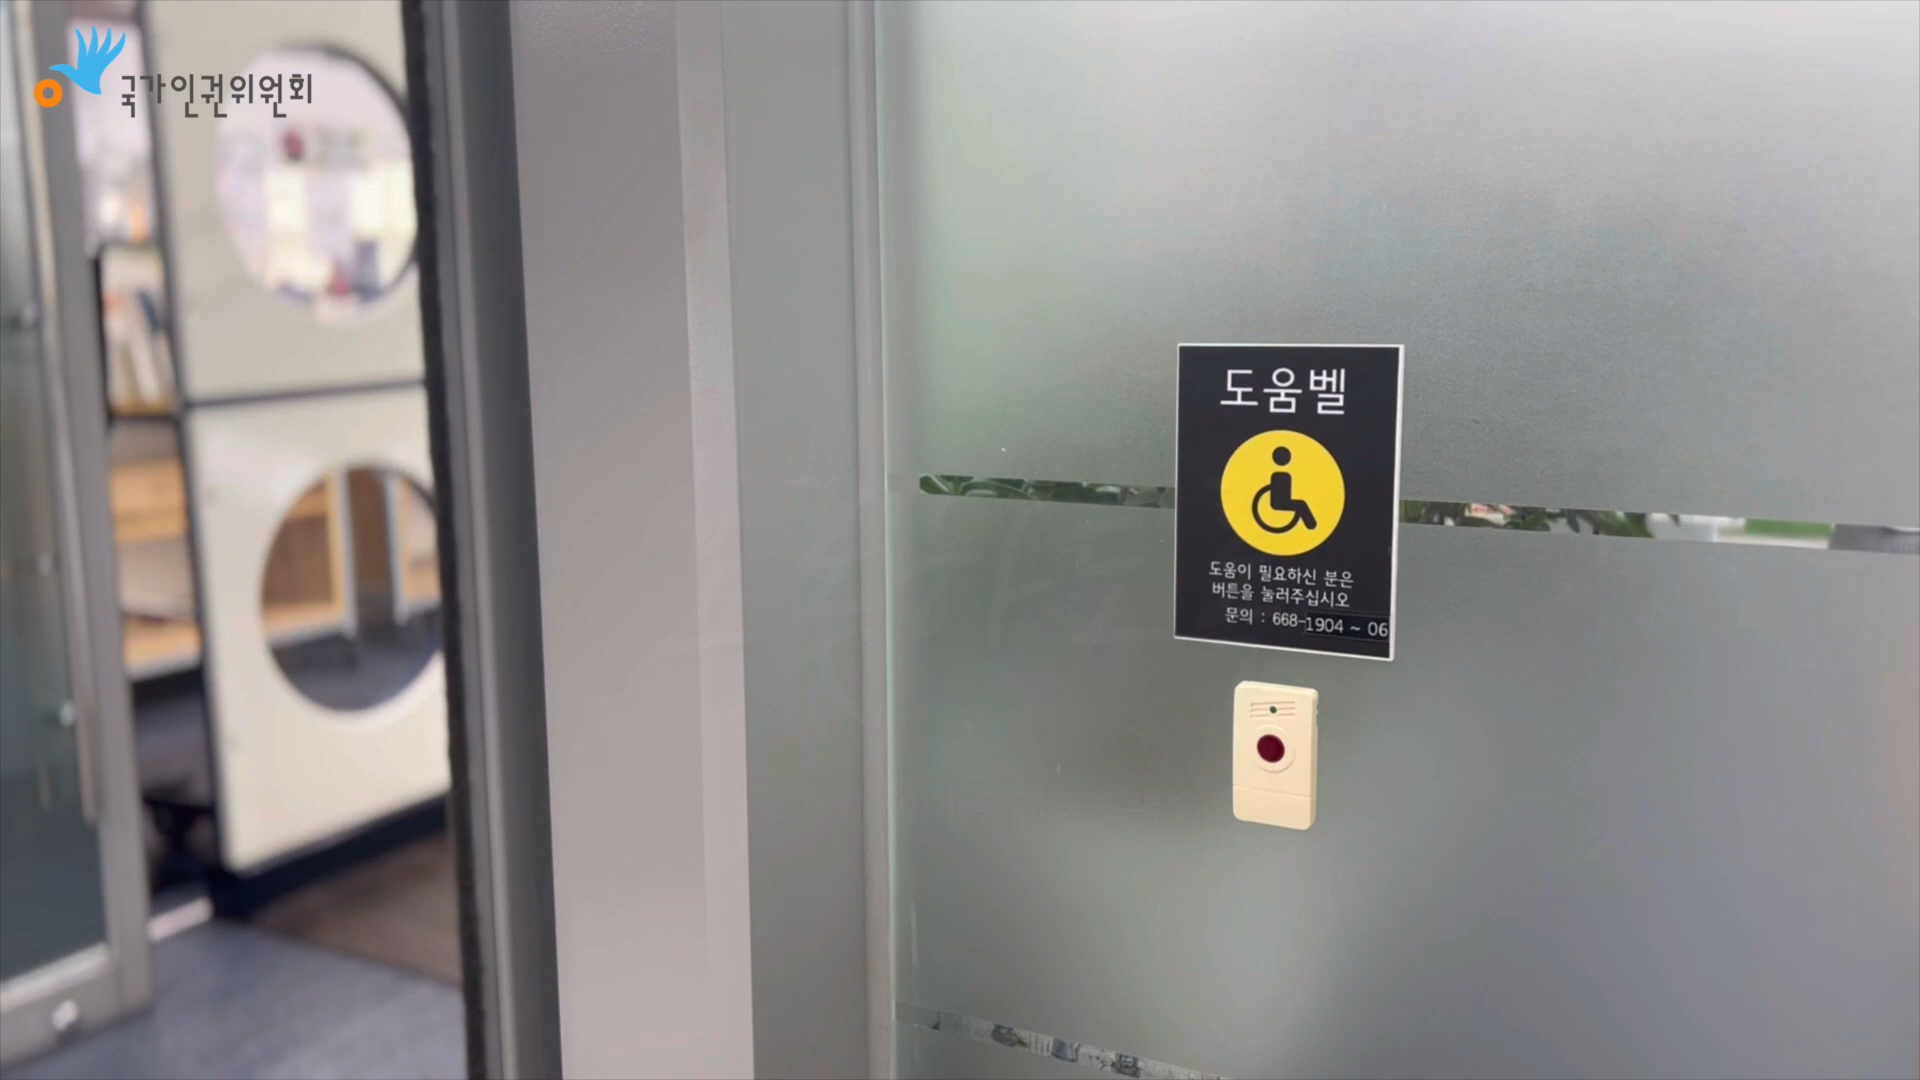 국가인권위원회
도움벨
도움이 필요하신 분은
버튼을 눌러주십시오
문의 : 668-1904 ~ 06